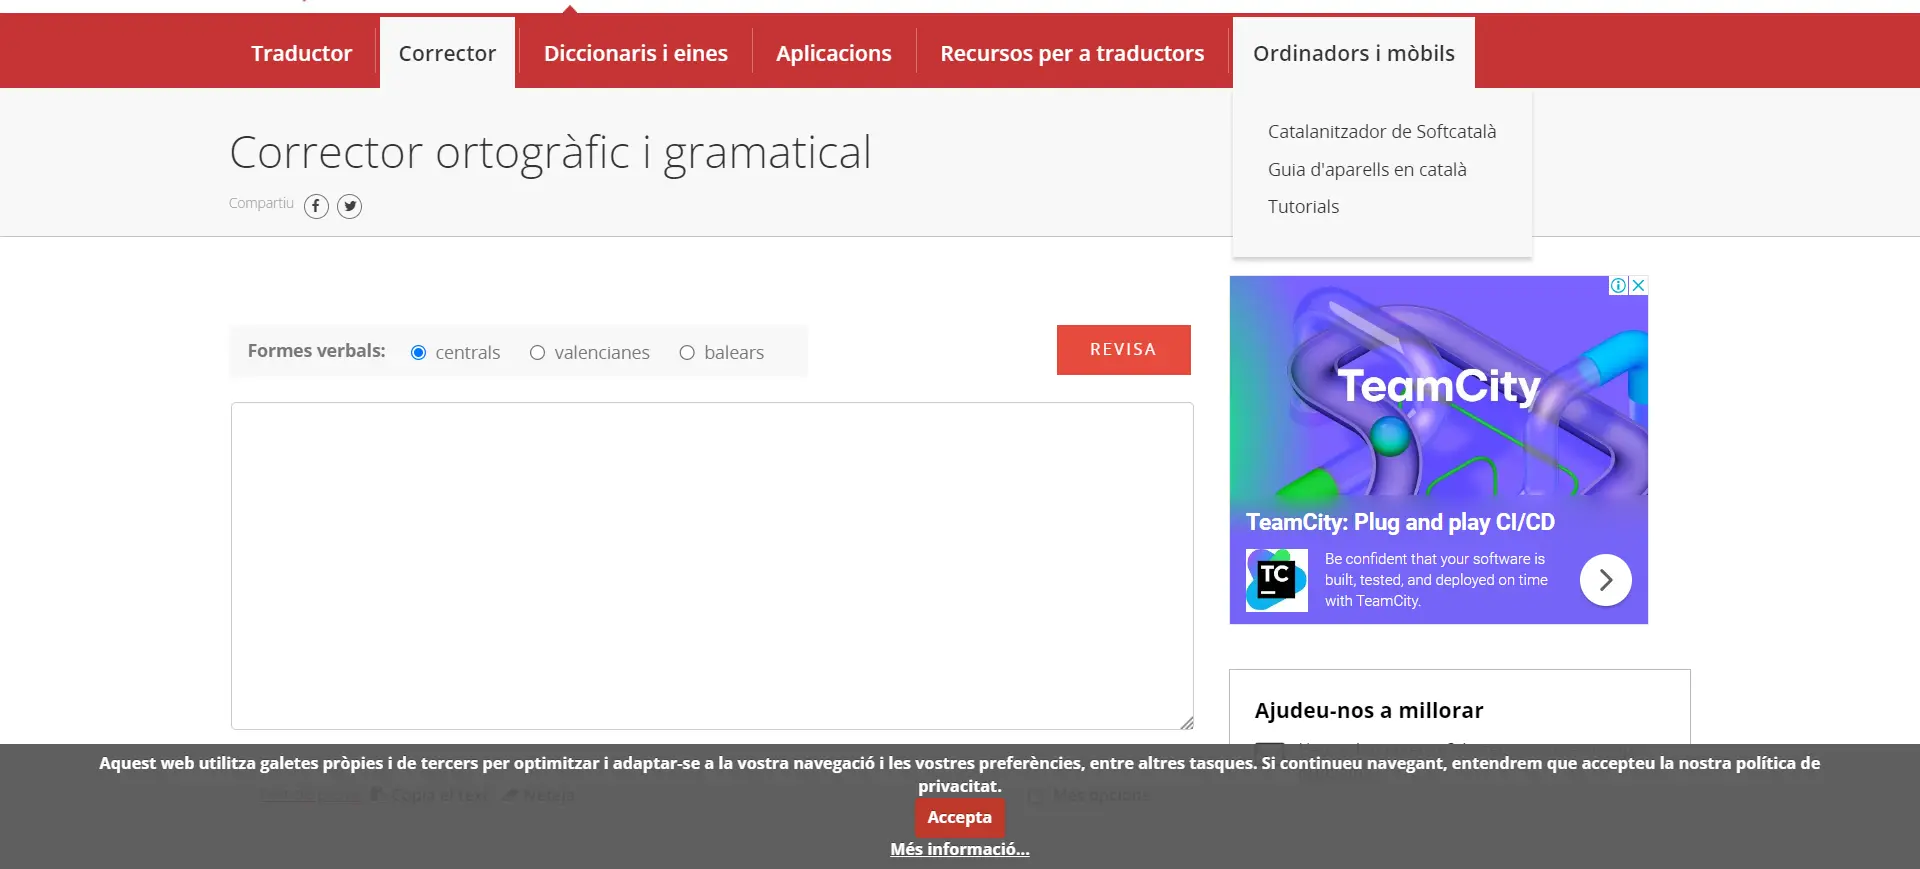 Traductor
Corrector
Diccionaris i eines
Aplicacions
Recursos per a traductors
Ordinadors i mòbils
Catalanitzador de Softcatalà
Guia d'aparells en català
Tutorials
Corrector ortogràfic i gramatical
Compartiu
Formes verbals:
centrals
valencianes
balears
REVISA
TeamCity
TeamCity: Plug and play CI/CD
TC
Be confident that your software is
built, tested, and deployed on time
with TeamCity.
Ajudeu-nos a millorar
Aquest web utilitza galetes pròpies i de tercers per optimitzar i adaptar-se a la vostra navegació i les vostres preferències, entre altres tasques. Si continueu navegant, entendrem que accepteu la nostra política de
privacitat.
Copia el text
Neteja
Més opcions
Accepta
Més informació...